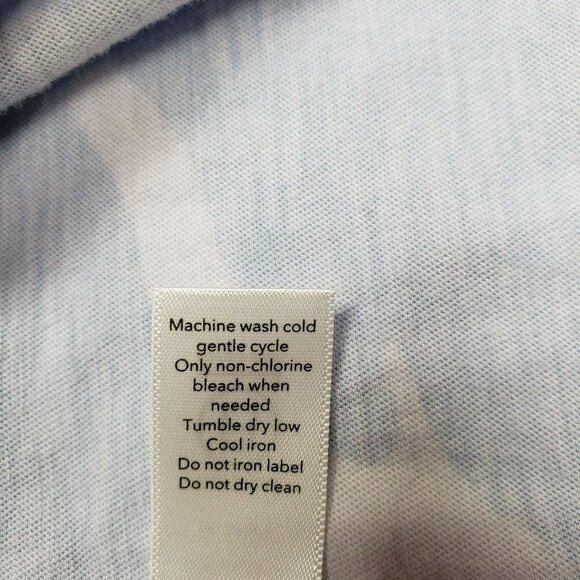 Machine wash cold
gentle cycle
Only non-chlorine
bleach when
needed
Tumble dry low
Cool iron
Do not iron label
Do not dry clean